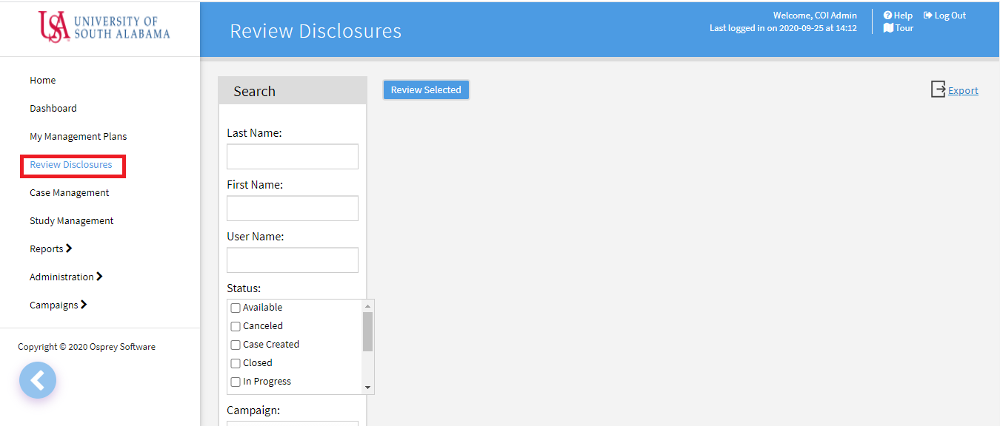 USA
UNIVERSITY OF
SOUTH ALABAMA
Review Disclosures
Welcome, COI Admin
Last logged in on 2020-09-25 at 14:12
Help
Log Out
Tour
Home
Dashboard
My Management Plans
Review Disclosures
Case Management
Study Management
Reports
Administration
Campaigns
Copyright © 2020 Osprey Software
Search
Last Name:
First Name:
User Name:
Status:
Available
Canceled
Case Created
Closed
In Progress
Campaign:
Review Selected
Export